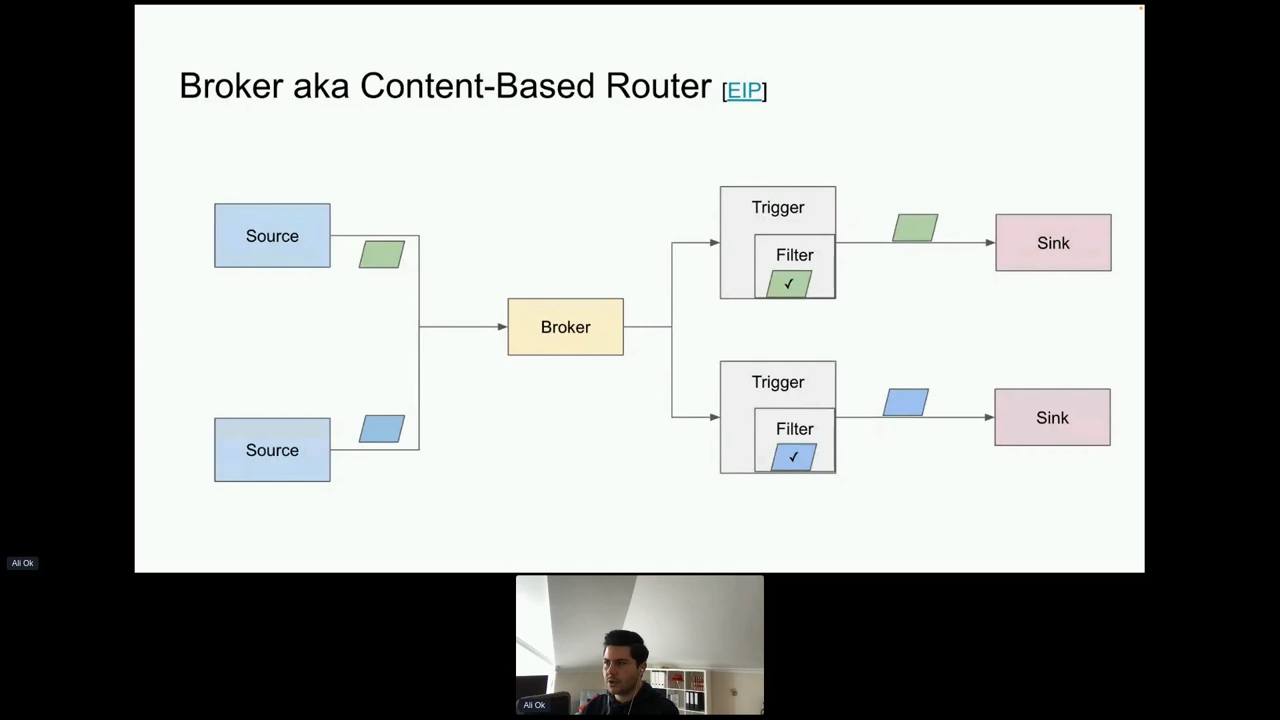 Broker aka Content-Based Router [EIP]
Source
Source
Broker
Trigger
Filter
✓
Trigger
Filter
✓
Sink
Sink
Ali Ok
Ali Ok